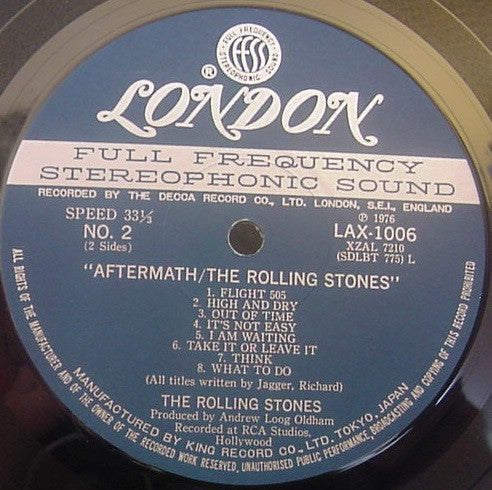 FULL FREQUENCY
ffss
STEREOPHONIC SOUND
® LONDON
FULL FREQUENCY
STEREOPHONIC SOUND
RECORDED BY THE DECCA RECORD CO., LTD. LONDON, S.E.I., ENGLAND
SPEED 33⅓
℗ 1976
NO. 2
LAX-1006
(2 Sides)
XZAL 7210
(SDLBT 775) L
"AFTERMATH/THE ROLLING STONES"
1. FLIGHT 505
2. HIGH AND DRY
3. OUT OF TIME
4. IT'S NOT EASY
5. I AM WAITING
6. TAKE IT OR LEAVE IT
7. THINK
8. WHAT TO DO
(All titles written by Jagger, Richard)
THE ROLLING STONES
Produced by Andrew Loog Oldham
Recorded at RCA Studios,
Hollywood
MANUFACTURED BY KING RECORD CO., LTD. TOKYO, JAPAN
ALL RIGHTS OF THE MANUFACTURER AND OF THE OWNER OF THE RECORDED WORK RESERVED, UNAUTHORISED PUBLIC PERFORMANCE, BROADCASTING AND COPYING OF THIS RECORD PROHIBITED